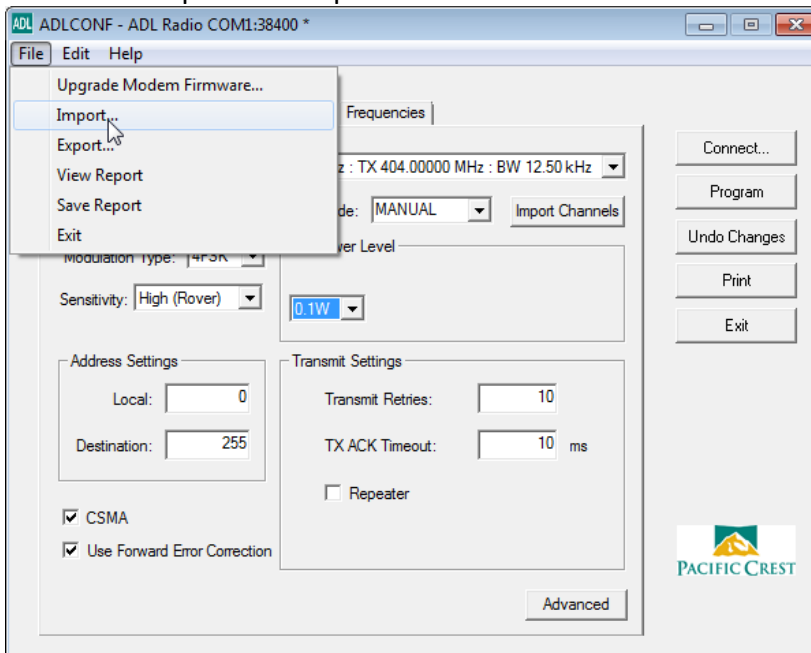 ADL ADLCONF - ADL Radio COM1:38400 *
File Edit Help
Upgrade Modem Firmware...
Import...
Export...
View Report
Save Report
Exit
Frequencies
: TX 404.00000 MHz : BW 12.50 kHz
MANUAL
Import Channels
Level
Modulation Type: 4FSK
Sensitivity: High (Rover)
0.1W
Address Settings
Local: 0
Destination: 255
CSMA
Use Forward Error Correction
Transmit Settings
Transmit Retries: 10
TX ACK Timeout: 10 ms
Repeater
Advanced
Connect...
Program
Undo Changes
Print
Exit
PACIFIC CREST